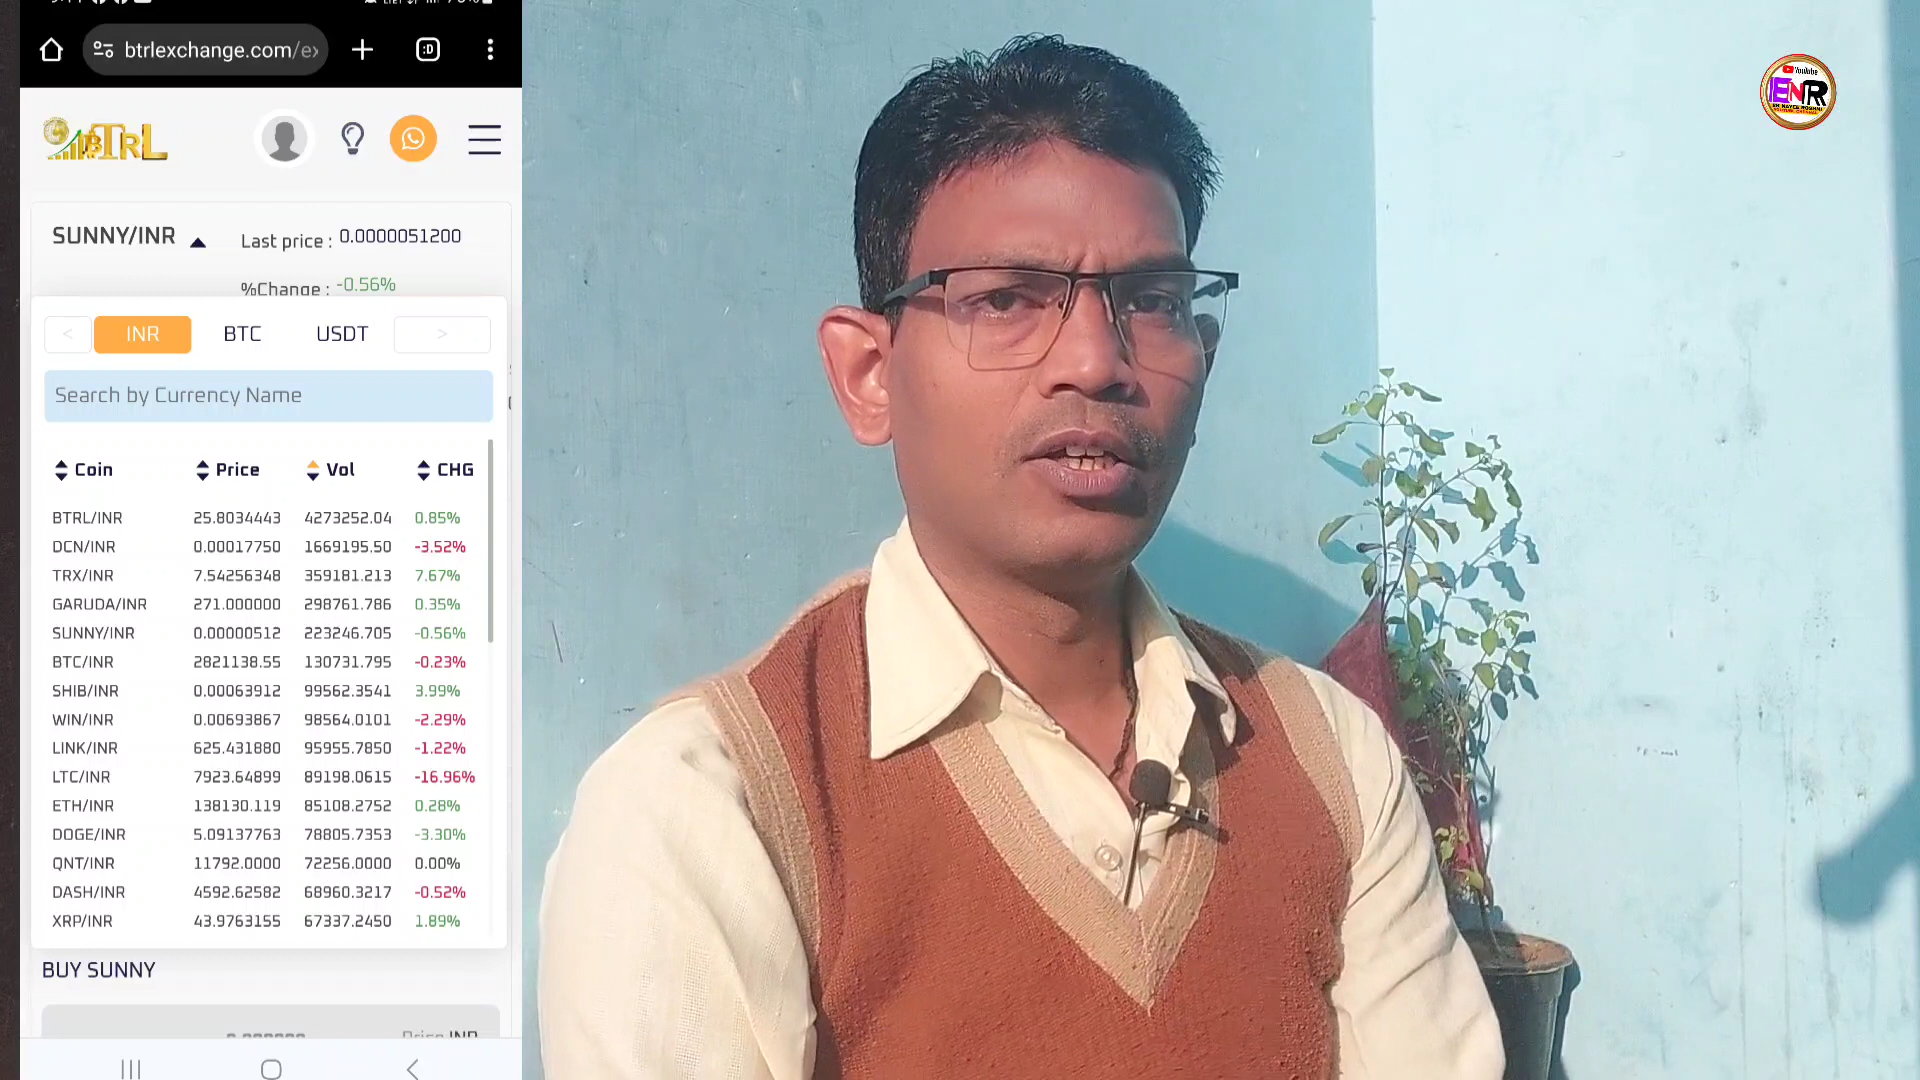 btrlexchange.com/ex
:D
BTRL
SUNNY/INR
Last price : 0.0000051200
%Change : -0.56%
< INR BTC USDT >
Search by Currency Name
Coin Price Vol CHG
BTRL/INR 25.8034443 4273252.04 0.85%
DCN/INR 0.00017750 1669195.50 -3.52%
TRX/INR 7.54256348 359181.213 7.67%
GARUDA/INR 271.000000 298761.786 0.35%
SUNNY/INR 0.00000512 223246.705 -0.56%
BTC/INR 2821138.55 130731.795 -0.23%
SHIB/INR 0.00063912 99562.3541 3.99%
WIN/INR 0.00693867 98564.0101 -2.29%
LINK/INR 625.431880 95955.7850 -1.22%
LTC/INR 7923.64899 89198.0615 -16.96%
ETH/INR 138130.119 85108.2752 0.28%
DOGE/INR 5.09137763 78805.7353 -3.30%
QNT/INR 11792.0000 72256.0000 0.00%
DASH/INR 4592.62582 68960.3217 -0.52%
XRP/INR 43.9763155 67337.2450 1.89%
BUY SUNNY
Price INR
YouTube
ENR